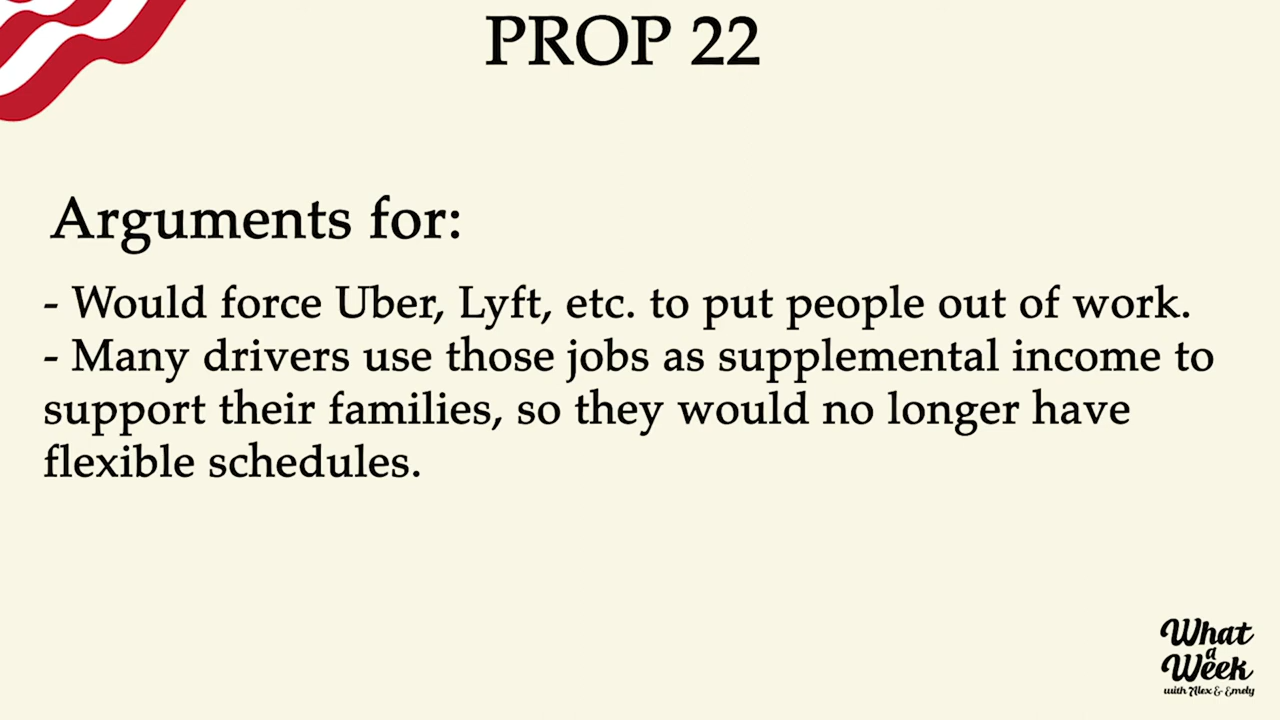 PROP 22
Arguments for:
- Would force Uber, Lyft, etc. to put people out of work.
- Many drivers use those jobs as supplemental income to
support their families, so they would no longer have
flexible schedules.
What
a
Week
with Alex & Emely